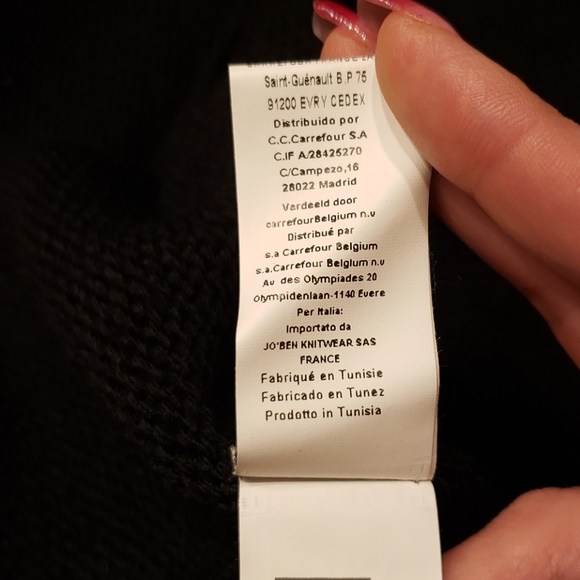 Saint-Guénault B.P 75
91200 EVRY CEDEX
Distribuido por
C.C.Carrefour S.A
C.IF A/28425270
C/Campezo,16
28022 Madrid
Verdeeld door
carrefourBelgium n.v
Distribué par
s.a Carrefour Belgium
s.a.Carrefour Belgium n.v
Av des Olympiades 20
Olympidenlaan-1140 Evere
Per Italia:
Importato da
JO'BEN KNITWEAR SAS
FRANCE
Fabriqué en Tunisie
Fabricado en Tunez
Prodotto in Tunisia